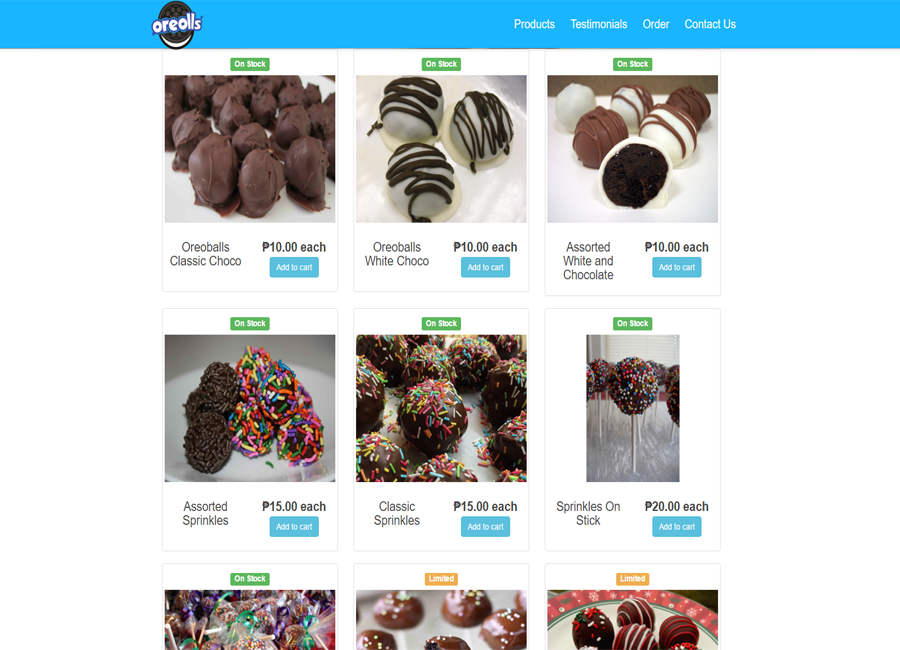 oreolls
Products Testimonials Order Contact Us
On Stock On Stock On Stock
Oreoballs ₱10.00 each Oreoballs ₱10.00 each Assorted ₱10.00 each
Classic Choco Add to cart White Choco Add to cart White and Add to cart
Chocolate
On Stock On Stock On Stock
Assorted ₱15.00 each Classic ₱15.00 each Sprinkles On ₱20.00 each
Sprinkles Add to cart Sprinkles Add to cart Stick Add to cart
On Stock Limited Limited